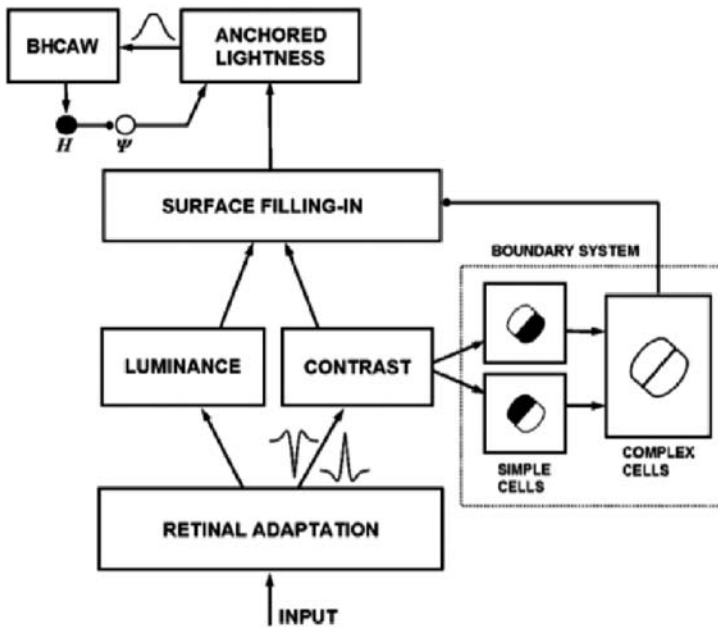 BHCAW
ANCHORED
LIGHTNESS
H
Ψ
SURFACE FILLING-IN
BOUNDARY SYSTEM
LUMINANCE
CONTRAST
SIMPLE
CELLS
COMPLEX
CELLS
RETINAL ADAPTATION
INPUT